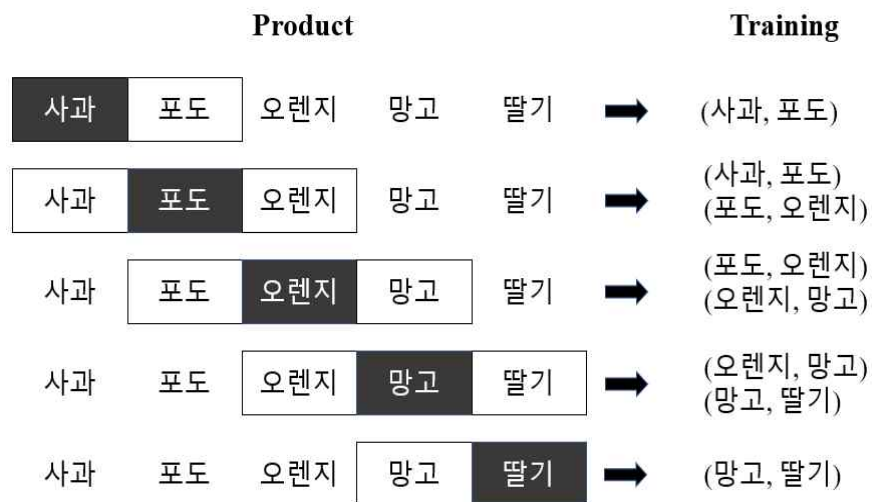 Product Training
사과 포도 오렌지 망고 딸기 (사과, 포도)
사과 포도 오렌지 망고 딸기 (사과, 포도)
(포도, 오렌지)
사과 포도 오렌지 망고 딸기 (포도, 오렌지)
(오렌지, 망고)
사과 포도 오렌지 망고 딸기 (오렌지, 망고)
(망고, 딸기)
사과 포도 오렌지 망고 딸기 (망고, 딸기)